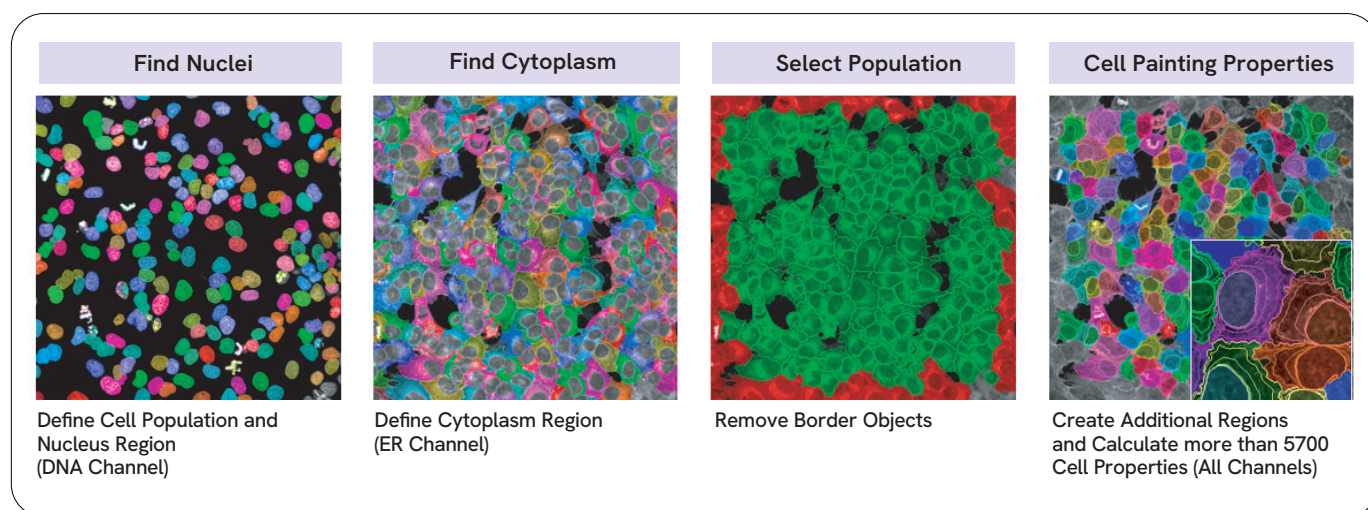 Find Nuclei
Define Cell Population and
Nucleus Region
(DNA Channel)
Find Cytoplasm
Define Cytoplasm Region
(ER Channel)
Select Population
Remove Border Objects
Cell Painting Properties
Create Additional Regions
and Calculate more than 5700
Cell Properties (All Channels)